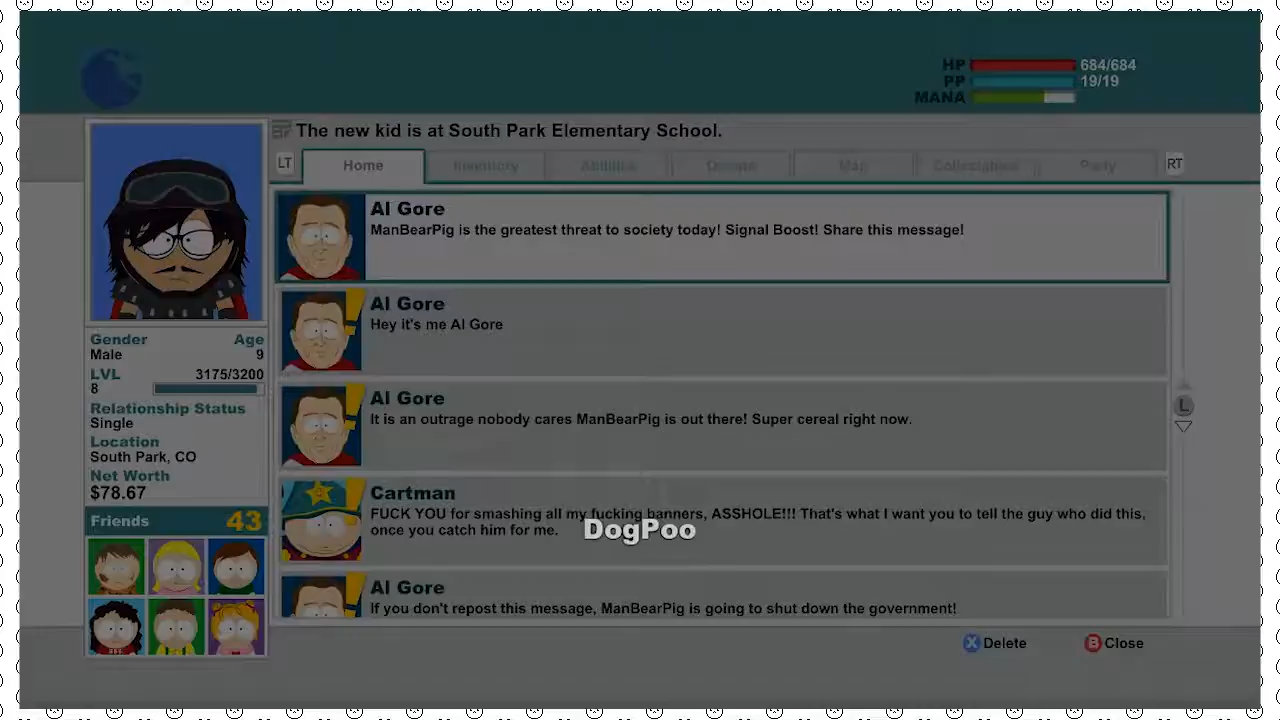 HP 684/684
PP 19/19
MANA
The new kid is at South Park Elementary School.
LT Home Inventory Abilities Quests Map Collectables Party RT
Al Gore
ManBearPig is the greatest threat to society today! Signal Boost! Share this message!
Al Gore
Hey it's me Al Gore
Gender Age
Male 9
LVL 3175/3200
8
Relationship Status
Single
Location
South Park, CO
Net Worth
$78.67
Friends 43
Al Gore
It is an outrage nobody cares ManBearPig is out there! Super cereal right now.
L
Cartman
FUCK YOU for smashing all my fucking banners, ASSHOLE!!! That's what I want you to tell the guy who did this,
once you catch him for me.
DogPoo
Al Gore
If you don't repost this message, ManBearPig is going to shut down the government!
X Delete B Close